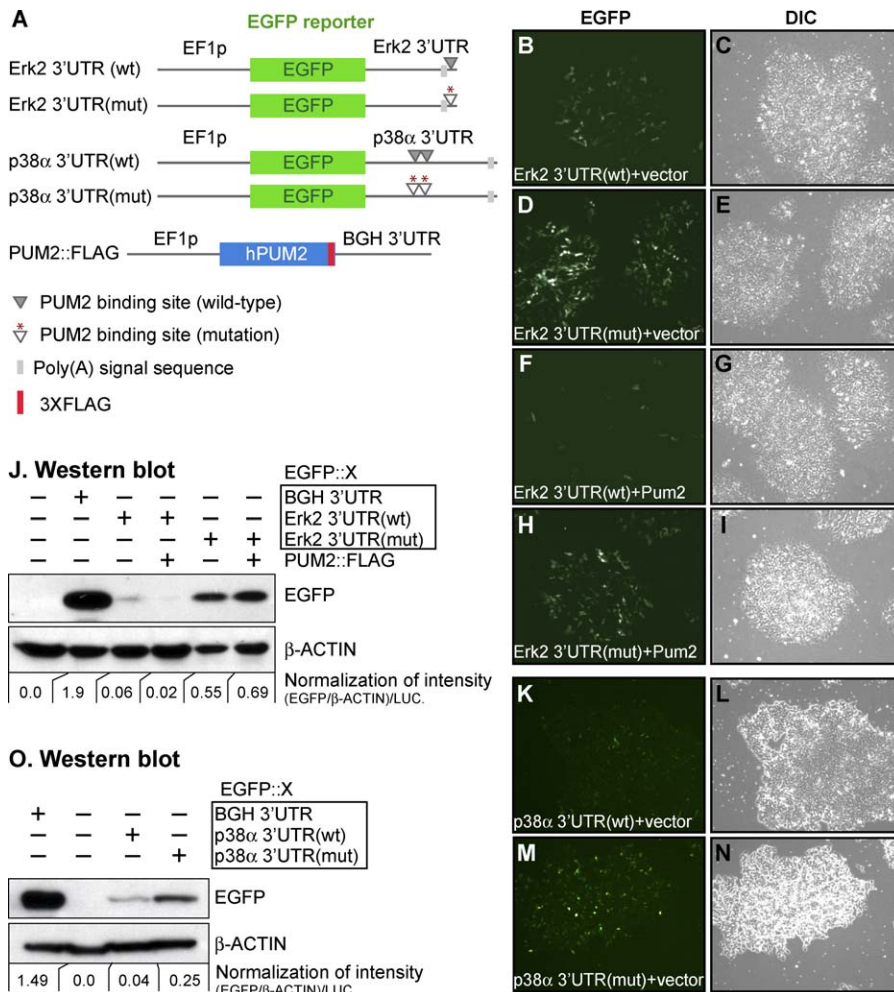 A
EGFP reporter
EF1p
Erk2 3'UTR
Erk2 3'UTR (wt)
EGFP
*
Erk2 3'UTR(mut)
EGFP
EF1p
p38α 3'UTR
p38α 3'UTR(wt)
EGFP
* *
p38α 3'UTR(mut)
EGFP
EF1p
BGH 3'UTR
PUM2::FLAG
hPUM2
PUM2 binding site (wild-type)
* PUM2 binding site (mutation)
Poly(A) signal sequence
3XFLAG
EGFP
DIC
B
Erk2 3'UTR(wt)+vector
C
D
Erk2 3'UTR(mut)+vector
E
F
Erk2 3'UTR(wt)+Pum2
G
H
Erk2 3'UTR(mut)+Pum2
I
J. Western blot
EGFP::X
– + – – – – BGH 3'UTR
– – + + – – Erk2 3'UTR(wt)
– – – – + + Erk2 3'UTR(mut)
– – – + – + PUM2::FLAG
EGFP
β-ACTIN
0.0 1.9 0.06 0.02 0.55 0.69
Normalization of intensity
(EGFP/β-ACTIN)/LUC.
K
p38α 3'UTR(wt)+vector
L
M
p38α 3'UTR(mut)+vector
N
O. Western blot
EGFP::X
+ – – – BGH 3'UTR
– – + – p38α 3'UTR(wt)
– – – + p38α 3'UTR(mut)
EGFP
β-ACTIN
1.49 0.0 0.04 0.25
Normalization of intensity
(EGFP/β-ACTIN)/LUC